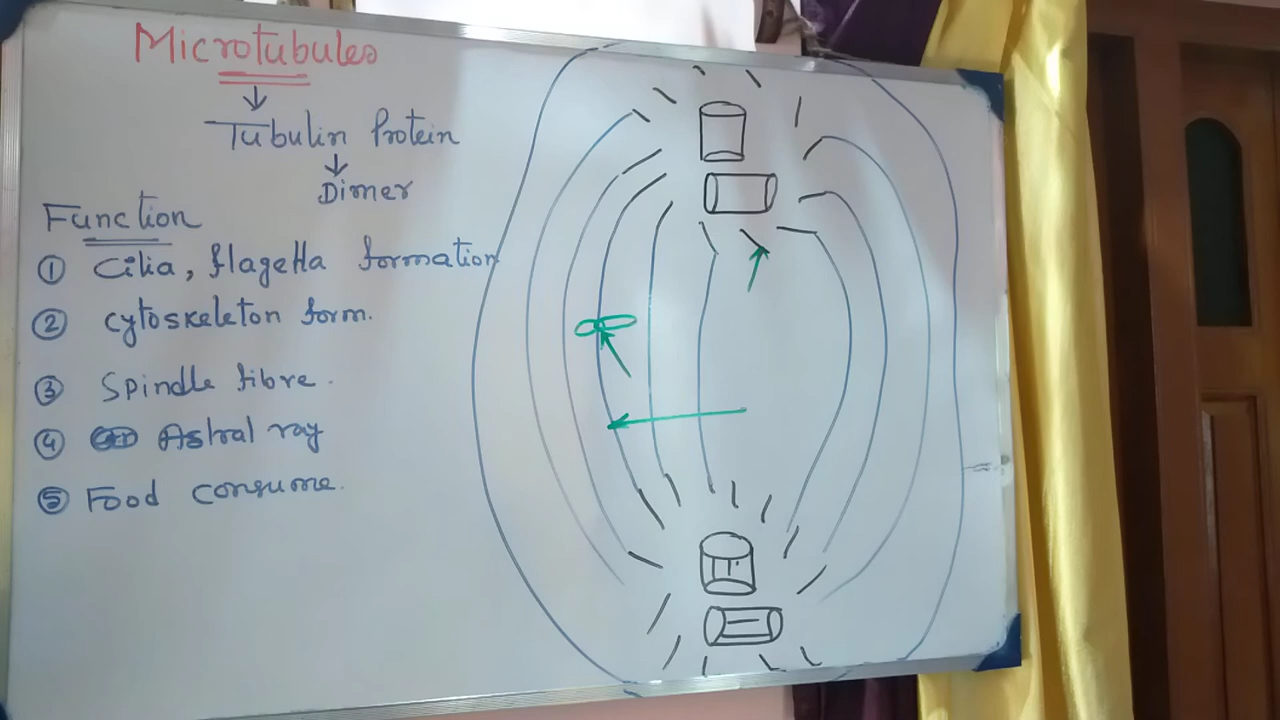 Microtubules
↓
Tubulin Protein
↓
Dimer
Function
① Cilia, flagella formation
② cytoskeleton form.
③ Spindle fibre.
④ Astral ray
⑤ Food consume.